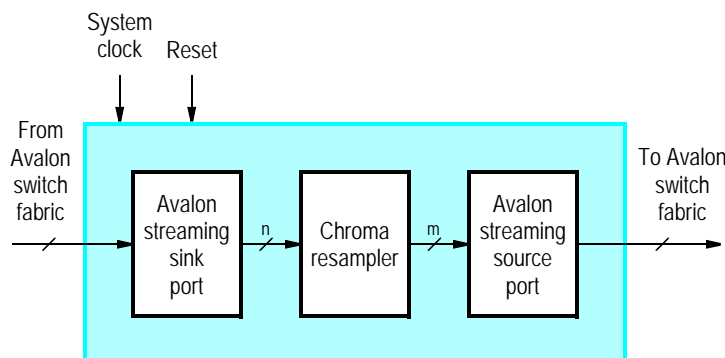 System
clock
Reset
From
Avalon
switch
fabric
Avalon
streaming
sink
port
n
Chroma
resampler
m
Avalon
streaming
source
port
To Avalon
switch
fabric